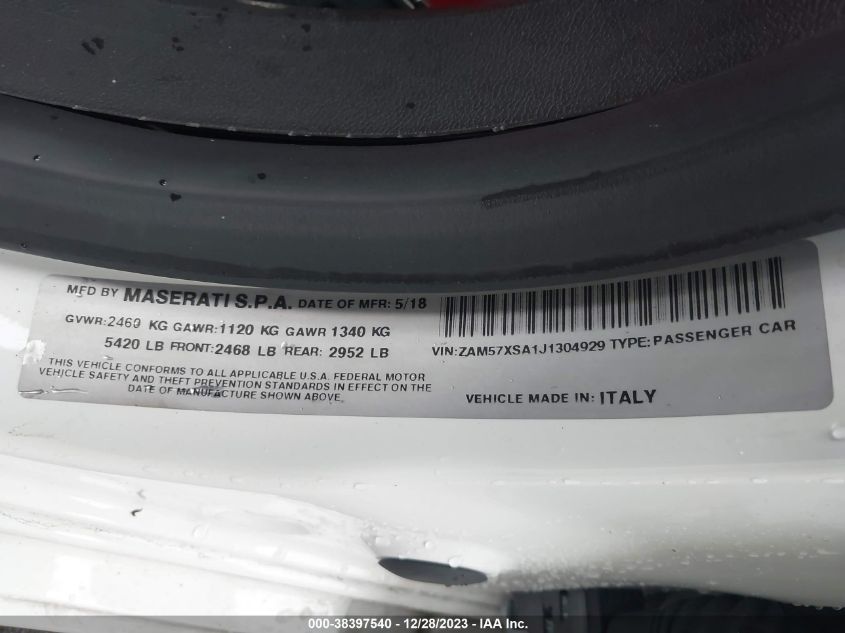 MFD BY MASERATI S.P.A. DATE OF MFR: 5/18
GVWR:2460 KG GAWR:1120 KG GAWR 1340 KG
5420 LB FRONT:2468 LB REAR: 2952 LB
THIS VEHICLE CONFORMS TO ALL APPLICABLE U.S.A. FEDERAL MOTOR
VEHICLE SAFETY AND THEFT PREVENTION STANDARDS IN EFFECT ON THE
DATE OF MANUFACTURE SHOWN ABOVE.
VIN:ZAM57XSA1J1304929 TYPE:PASSENGER CAR
VEHICLE MADE IN: ITALY
000-38397540 - 12/28/2023 - IAA Inc.